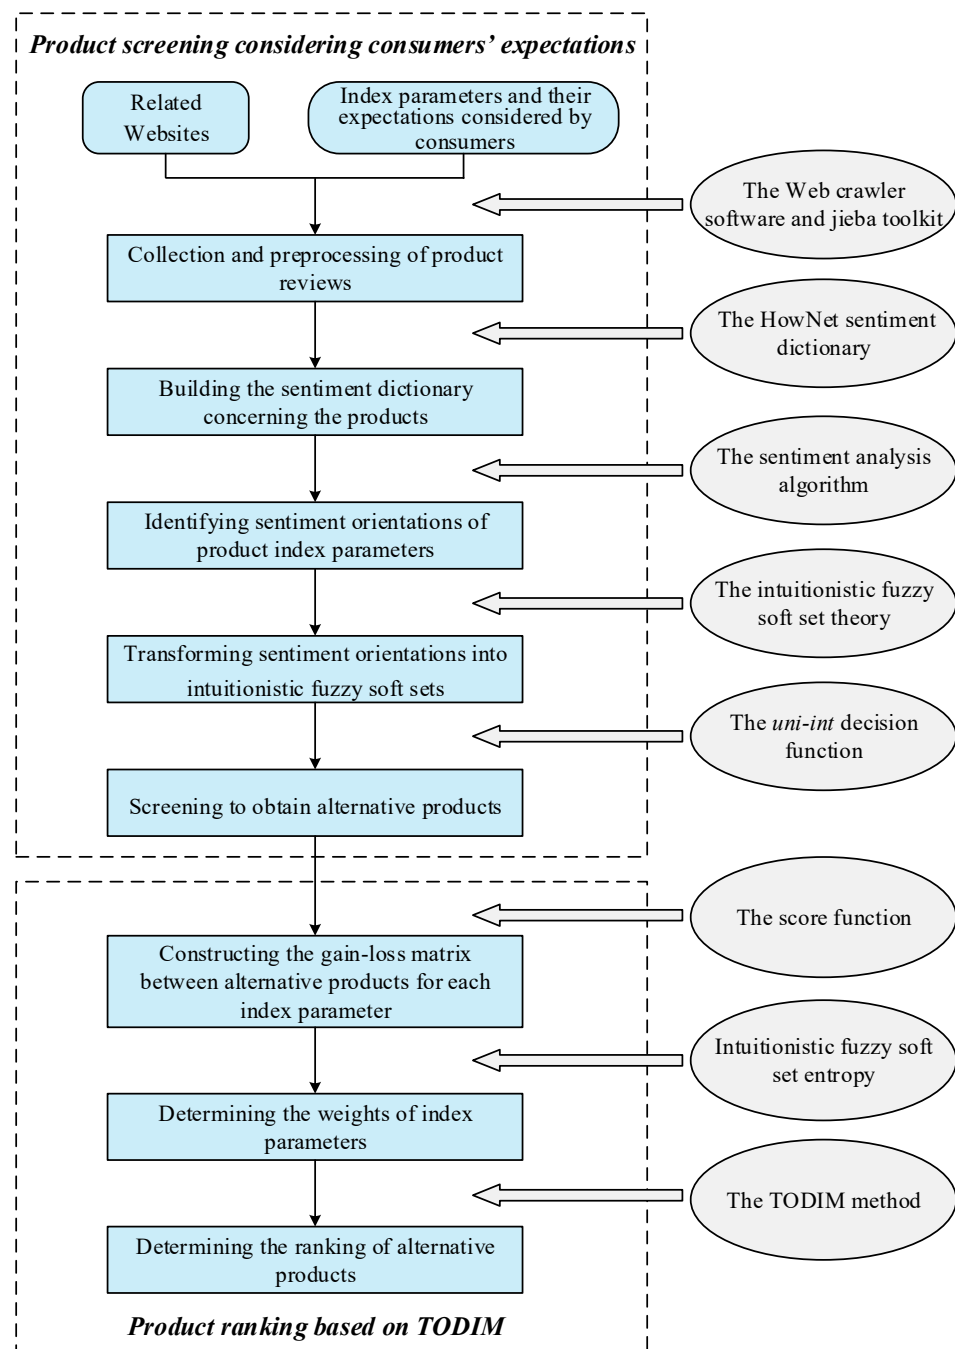 Product screening considering consumers’ expectations
Related
Websites
Index parameters and their
expectations considered by
consumers
The Web crawler
software and jieba toolkit
Collection and preprocessing of product
reviews
The HowNet sentiment
dictionary
Building the sentiment dictionary
concerning the products
The sentiment analysis
algorithm
Identifying sentiment orientations of
product index parameters
The intuitionistic fuzzy
soft set theory
Transforming sentiment orientations into
intuitionistic fuzzy soft sets
The uni-int decision
function
Screening to obtain alternative products
The score function
Constructing the gain-loss matrix
between alternative products for each
index parameter
Intuitionistic fuzzy soft
set entropy
Determining the weights of index
parameters
The TODIM method
Determining the ranking of alternative
products
Product ranking based on TODIM